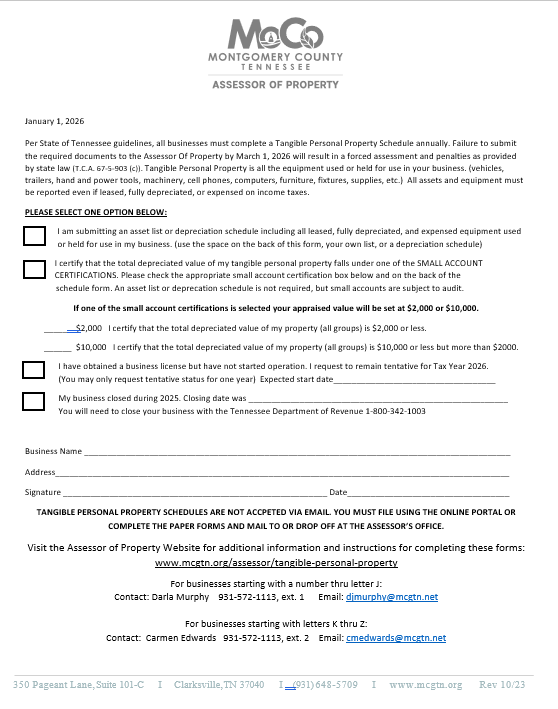 MoCo
MONTGOMERY COUNTY
TENNESSEE
ASSESSOR OF PROPERTY
January 1, 2026
Per State of Tennessee guidelines, all businesses must complete a Tangible Personal Property Schedule annually. Failure to submit
the required documents to the Assessor Of Property by March 1, 2026 will result in a forced assessment and penalties as provided
by state law (T.C.A. 67-5-903 (c)). Tangible Personal Property is all the equipment used or held for use in your business. (vehicles,
trailers, hand and power tools, machinery, cell phones, computers, furniture, fixtures, supplies, etc.) All assets and equipment must
be reported even if leased, fully depreciated, or expensed on income taxes.
PLEASE SELECT ONE OPTION BELOW:
I am submitting an asset list or depreciation schedule including all leased, fully depreciated, and expensed equipment used
or held for use in my business. (use the space on the back of this form, your own list, or a depreciation schedule)
I certify that the total depreciated value of my tangible personal property falls under one of the SMALL ACCOUNT
CERTIFICATIONS. Please check the appropriate small account certification box below and on the back of the
schedule form. An asset list or depreciation schedule is not required, but small accounts are subject to audit.
If one of the small account certifications is selected your appraised value will be set at $2,000 or $10,000.
________$2,000 I certify that the total depreciated value of my property (all groups) is $2,000 or less.
______ $10,000 I certify that the total depreciated value of my property (all groups) is $10,000 or less but more than $2000.
I have obtained a business license but have not started operation. I request to remain tentative for Tax Year 2026.
(You may only request tentative status for one year) Expected start date____________________________________
My business closed during 2025. Closing date was ____________________________________________________________
You will need to close your business with the Tennessee Department of Revenue 1-800-342-1003
Business Name ____________________________________________________________
Address____________________________________________________________
Signature ____________________________________________________________ Date____________________________________
TANGIBLE PERSONAL PROPERTY SCHEDULES ARE NOT ACCPETED VIA EMAIL. YOU MUST FILE USING THE ONLINE PORTAL OR
COMPLETE THE PAPER FORMS AND MAIL TO OR DROP OFF AT THE ASSESSOR'S OFFICE.
Visit the Assessor of Property Website for additional information and instructions for completing these forms:
www.mcgtn.org/assessor/tangible-personal-property
For businesses starting with a number thru letter J:
Contact: Darla Murphy 931-572-1113, ext. 1 Email: djmurphy@mcgtn.net
For businesses starting with letters K thru Z:
Contact: Carmen Edwards 931-572-1113, ext. 2 Email: cmedwards@mcgtn.net
350 Pageant Lane, Suite 101-C I Clarksville, TN 37040 I (931) 648-5709 I www.mcgtn.org Rev 10/23